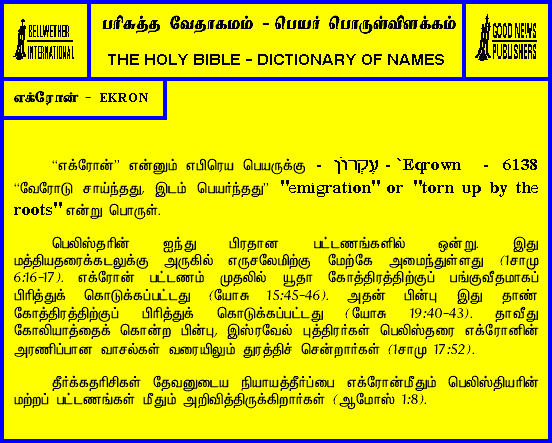 BELLWETHER
INTERNATIONAL
பரிசுத்த வேதாகமம் - பெயர் பொருள்விளக்கம்
THE HOLY BIBLE - DICTIONARY OF NAMES
GOOD NEWS
PUBLISHERS
எக்ரோன் - EKRON
“எக்ரோன்” என்னும் எபிரெய பெயருக்கு - עֶקְרוֹן - `Eqrown - 6138
“வேரோடு சாய்ந்தது, இடம் பெயர்ந்தது” "emigration" or "torn up by the
roots" என்று பொருள்.
பெலிஸ்தரின் ஐந்து பிரதான பட்டணங்களில் ஒன்று. இது
மத்தியதரைக்கடலுக்கு அருகில் எருசலேமிற்கு மேற்கே அமைந்துள்ளது (1சாமு
6:16-17). எக்ரோன் பட்டணம் முதலில் யூதா கோத்திரத்திற்குப் பங்குவீதமாகப்
பிரித்துக் கொடுக்கப்பட்டது (யோசு 15:45-46). அதன் பின்பு இது தாண்
கோத்திரத்திற்குப் பிரித்துக் கொடுக்கப்பட்டது (யோசு 19:40-43). தாவீது
கோலியாத்தைக் கொன்ற பின்பு, இஸ்ரவேல் புத்திரர்கள் பெலிஸ்தரை எக்ரோனின்
அரணிப்பான வாசல்கள் வரையிலும் துரத்திச் சென்றார்கள் (1சாமு 17:52).
தீர்க்கதரிசிகள் தேவனுடைய நியாயத்தீர்ப்பை எக்ரோன்மீதும் பெலிஸ்தியரின்
மற்றப் பட்டணங்கள் மீதும் அறிவித்திருக்கிறார்கள் (ஆமோஸ் 1:8).